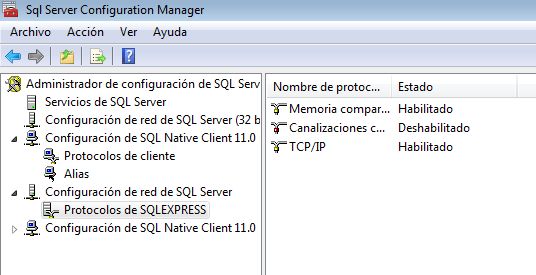 Sql Server Configuration Manager
Archivo Acción Ver Ayuda
Administrador de configuración de SQL Serv
Servicios de SQL Server
Configuración de red de SQL Server (32 b
Configuración de SQL Native Client 11.0
Protocolos de cliente
Alias
Configuración de red de SQL Server
Protocolos de SQLEXPRESS
Configuración de SQL Native Client 11.0
Nombre de protoc... Estado
Memoria compar... Habilitado
Canalizaciones c... Deshabilitado
TCP/IP Habilitado